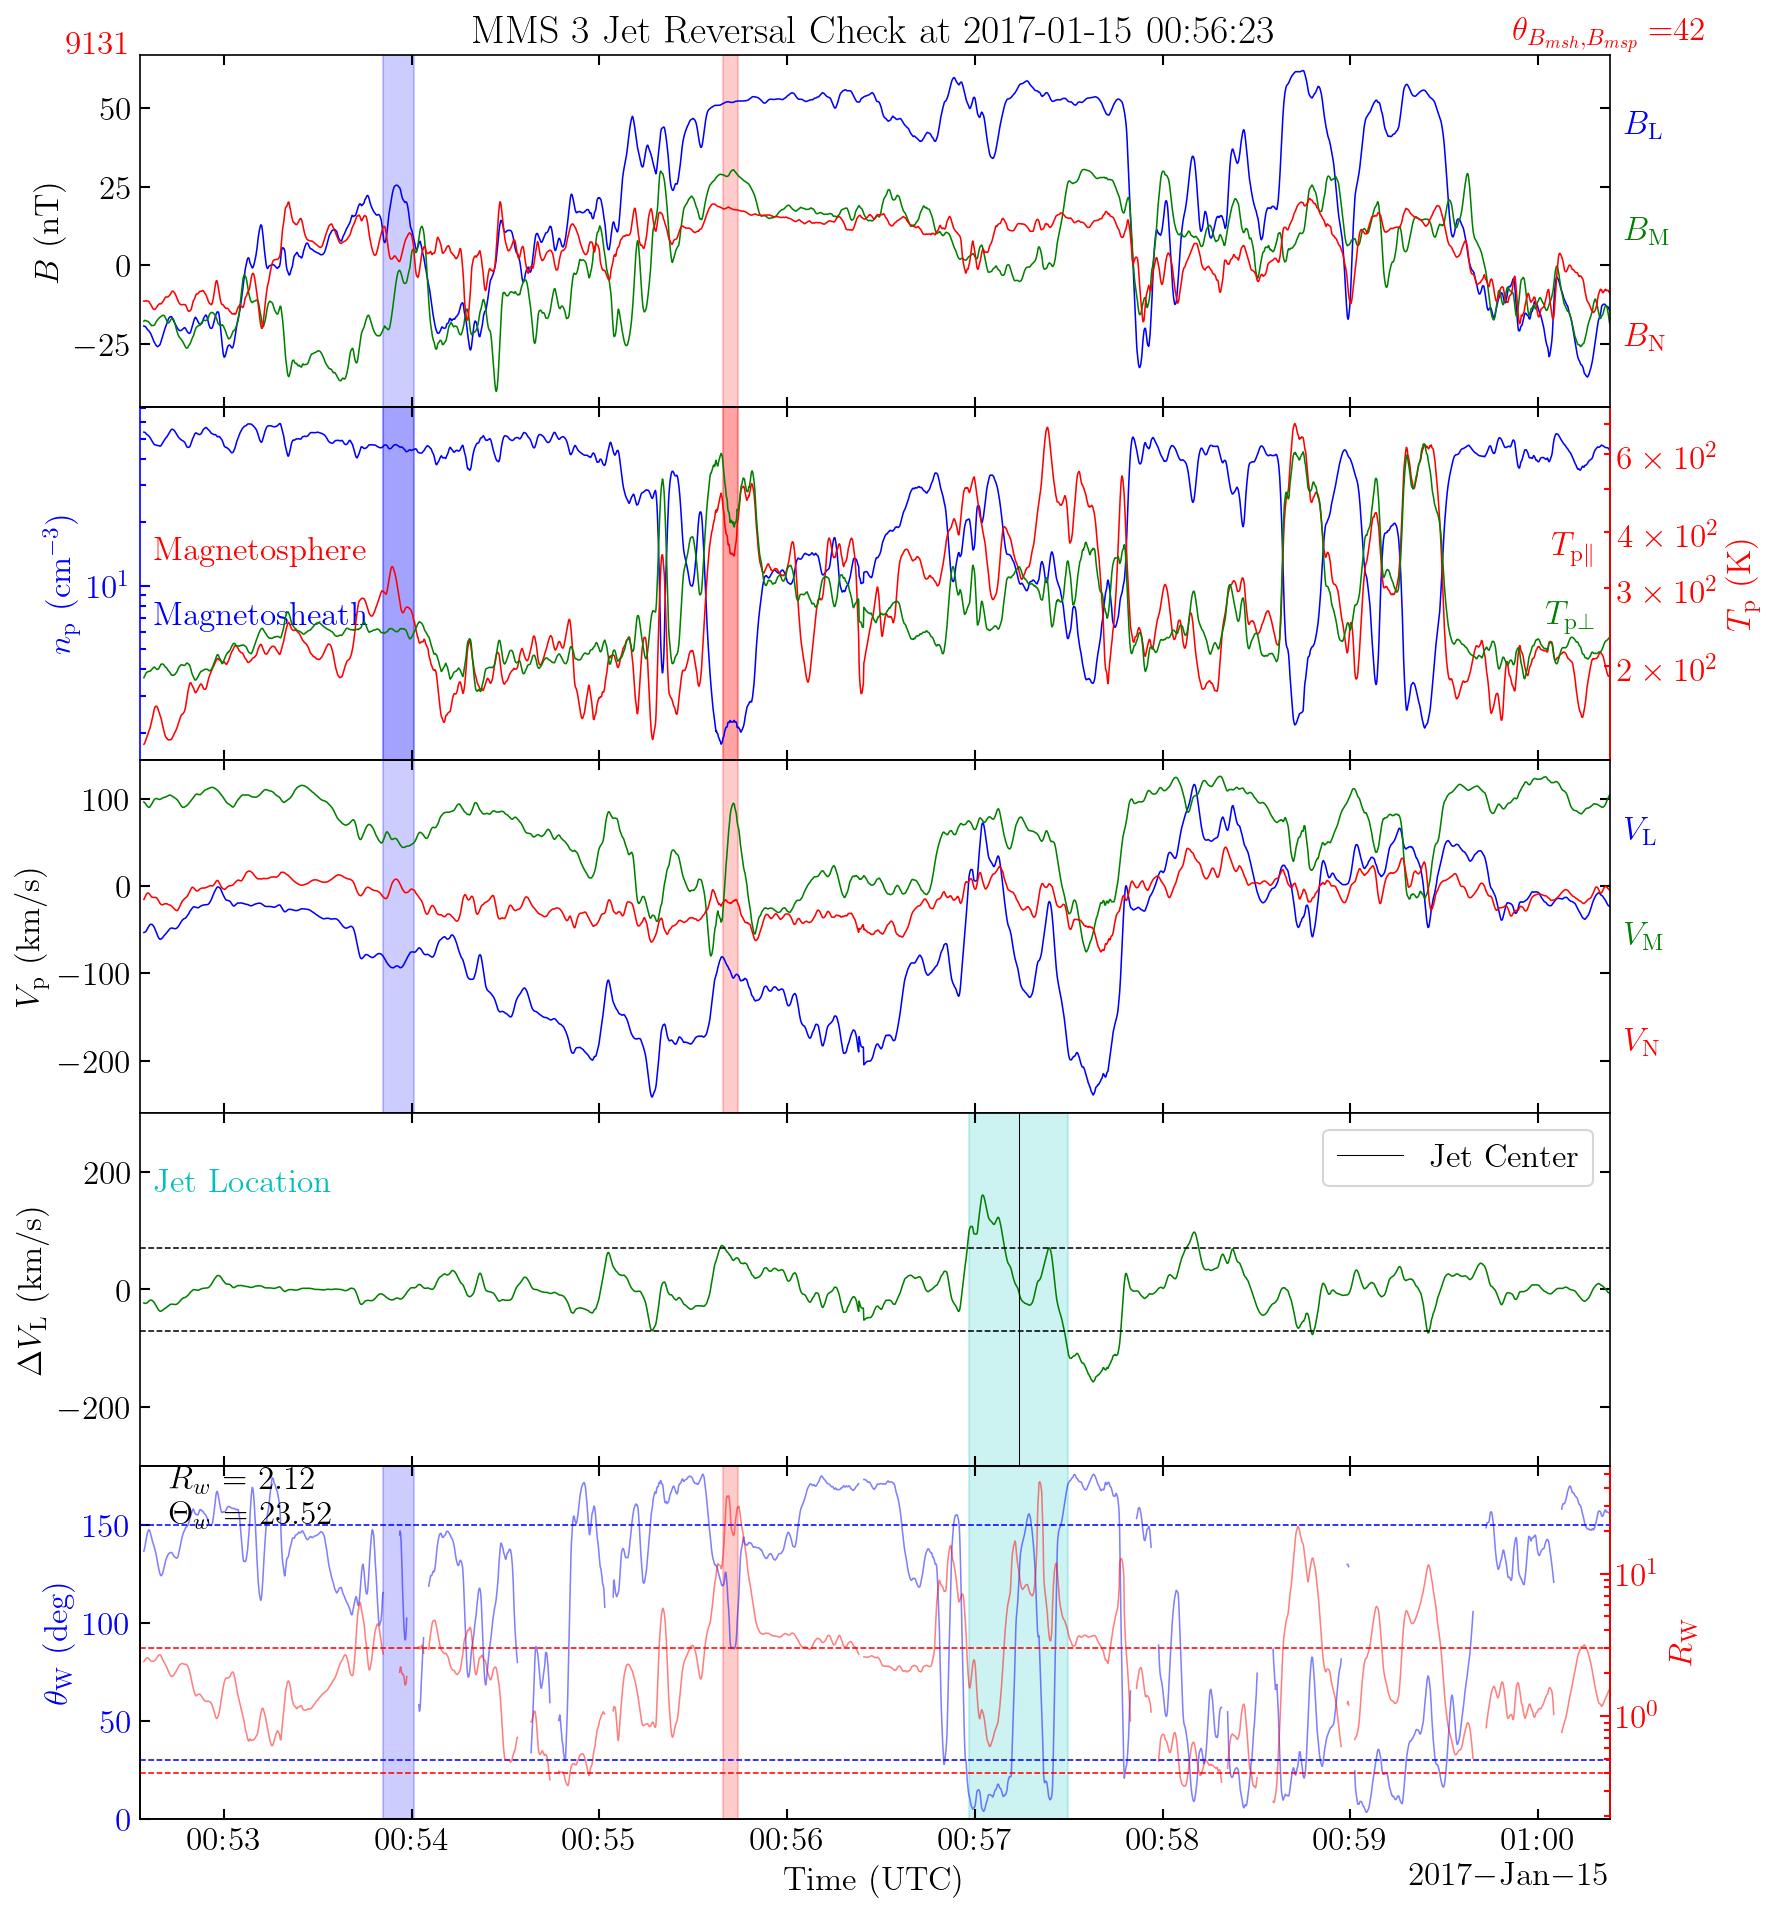 MMS 3 Jet Reversal Check at 2017-01-15 00:56:23
9131
θ_{B_{msh},B_{msp}} =42
50
25
0
−25
B (nT)
B_L
B_M
B_N
10^1
n_p (cm^{−3})
Magnetosphere
Magnetosheath
6 × 10^2
4 × 10^2
3 × 10^2
2 × 10^2
T_{p∥}
T_{p⊥}
T_p (K)
100
0
−100
−200
V_p (km/s)
V_L
V_M
V_N
200
0
−200
ΔV_L (km/s)
Jet Location
Jet Center
R_w = 2.12
Θ_w = 23.52
150
100
50
0
θ_W (deg)
10^1
10^0
R_W
00:53 00:54 00:55 00:56 00:57 00:58 00:59 01:00
Time (UTC)
2017−Jan−15